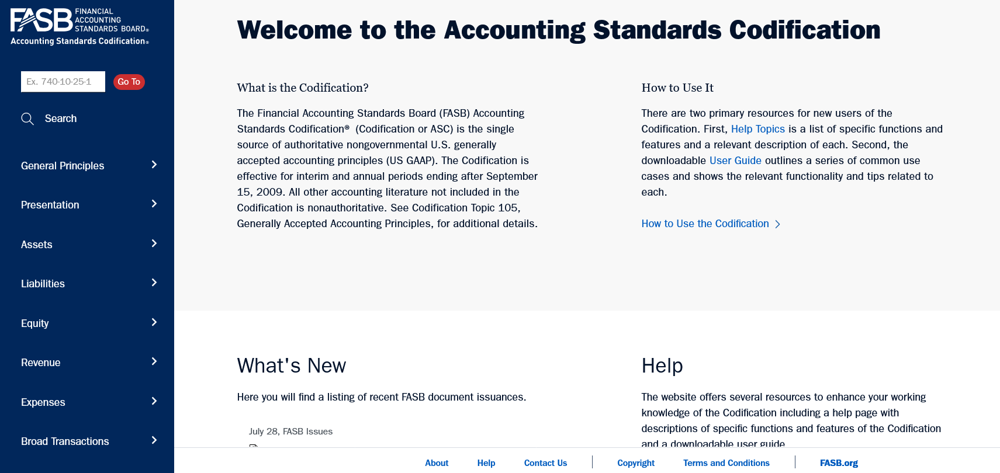 FASB FINANCIAL
ACCOUNTING
STANDARDS BOARD®
Accounting Standards Codification®
Ex. 740-10-25-1
Go To
Search
General Principles
Presentation
Assets
Liabilities
Equity
Revenue
Expenses
Broad Transactions
Welcome to the Accounting Standards Codification
What is the Codification?
The Financial Accounting Standards Board (FASB) Accounting
Standards Codification® (Codification or ASC) is the single
source of authoritative nongovernmental U.S. generally
accepted accounting principles (US GAAP). The Codification is
effective for interim and annual periods ending after September
15, 2009. All other accounting literature not included in the
Codification is nonauthoritative. See Codification Topic 105,
Generally Accepted Accounting Principles, for additional details.
How to Use It
There are two primary resources for new users of the
Codification. First, Help Topics is a list of specific functions and
features and a relevant description of each. Second, the
downloadable User Guide outlines a series of common use
cases and shows the relevant functionality and tips related to
each.
How to Use the Codification
What's New
Here you will find a listing of recent FASB document issuances.
July 28, FASB Issues
Help
The website offers several resources to enhance your working
knowledge of the Codification including a help page with
descriptions of specific functions and features of the Codification
and a downloadable user guide
About
Help
Contact Us
Copyright
Terms and Conditions
FASB.org